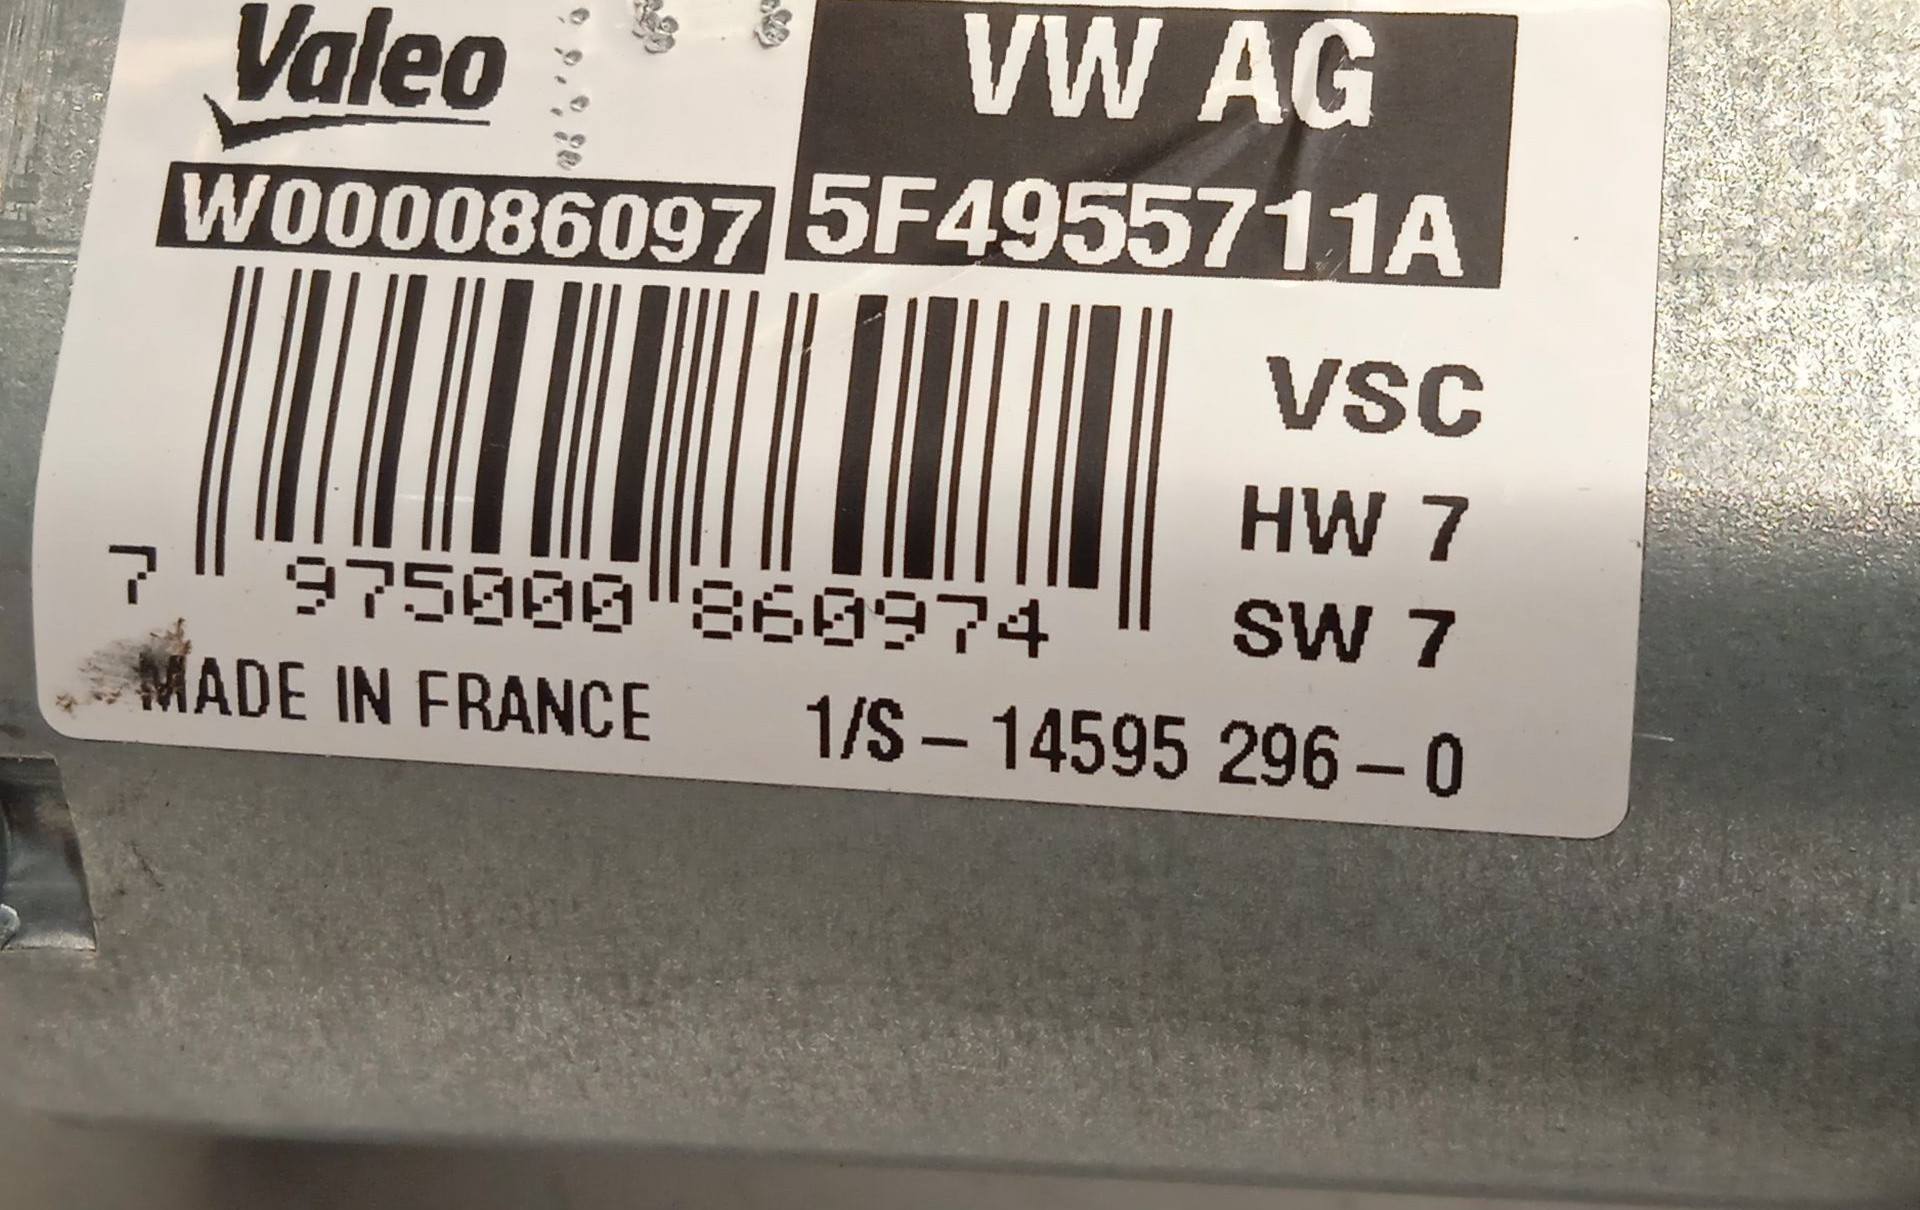 Valeo
VW AG
W000086097
5F4955711A
VSC
HW 7
SW 7
7 975000 860974
MADE IN FRANCE
1/S – 14595 296 – 0